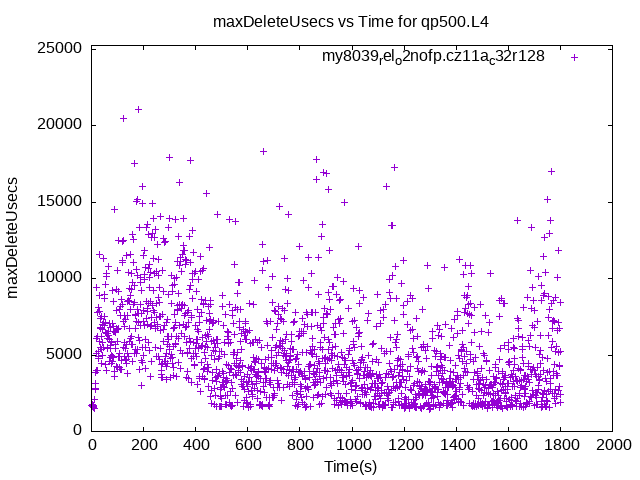 maxDeleteUsecs vs Time for qp500.L4
my8039relo2nofp.cz11ac32r128
25000
20000
15000
10000
5000
0
maxDeleteUsecs
0 200 400 600 800 1000 1200 1400 1600 1800 2000
Time(s)